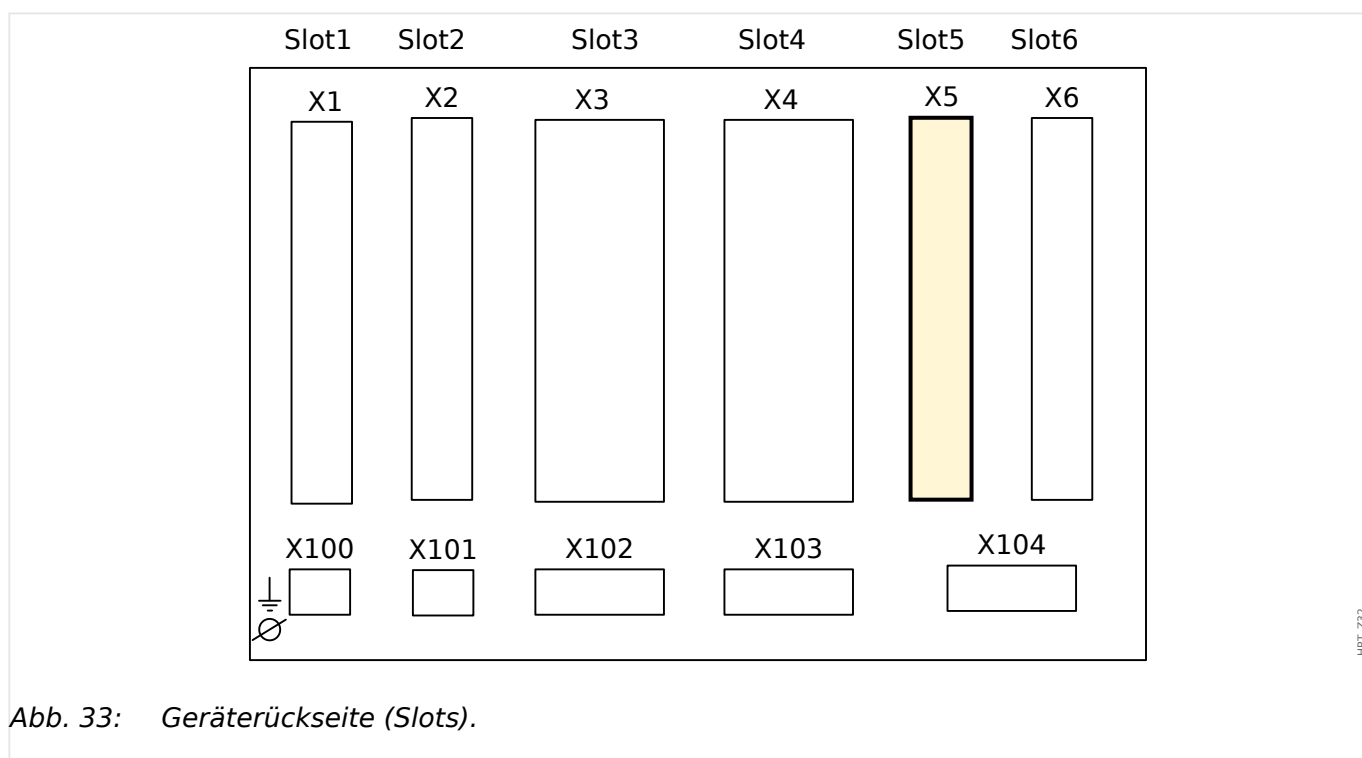 Slot1 Slot2 Slot3 Slot4 Slot5 Slot6
X1 X2 X3 X4 X5 X6
X100 X101 X102 X103 X104
Abb. 33: Geräterückseite (Slots).